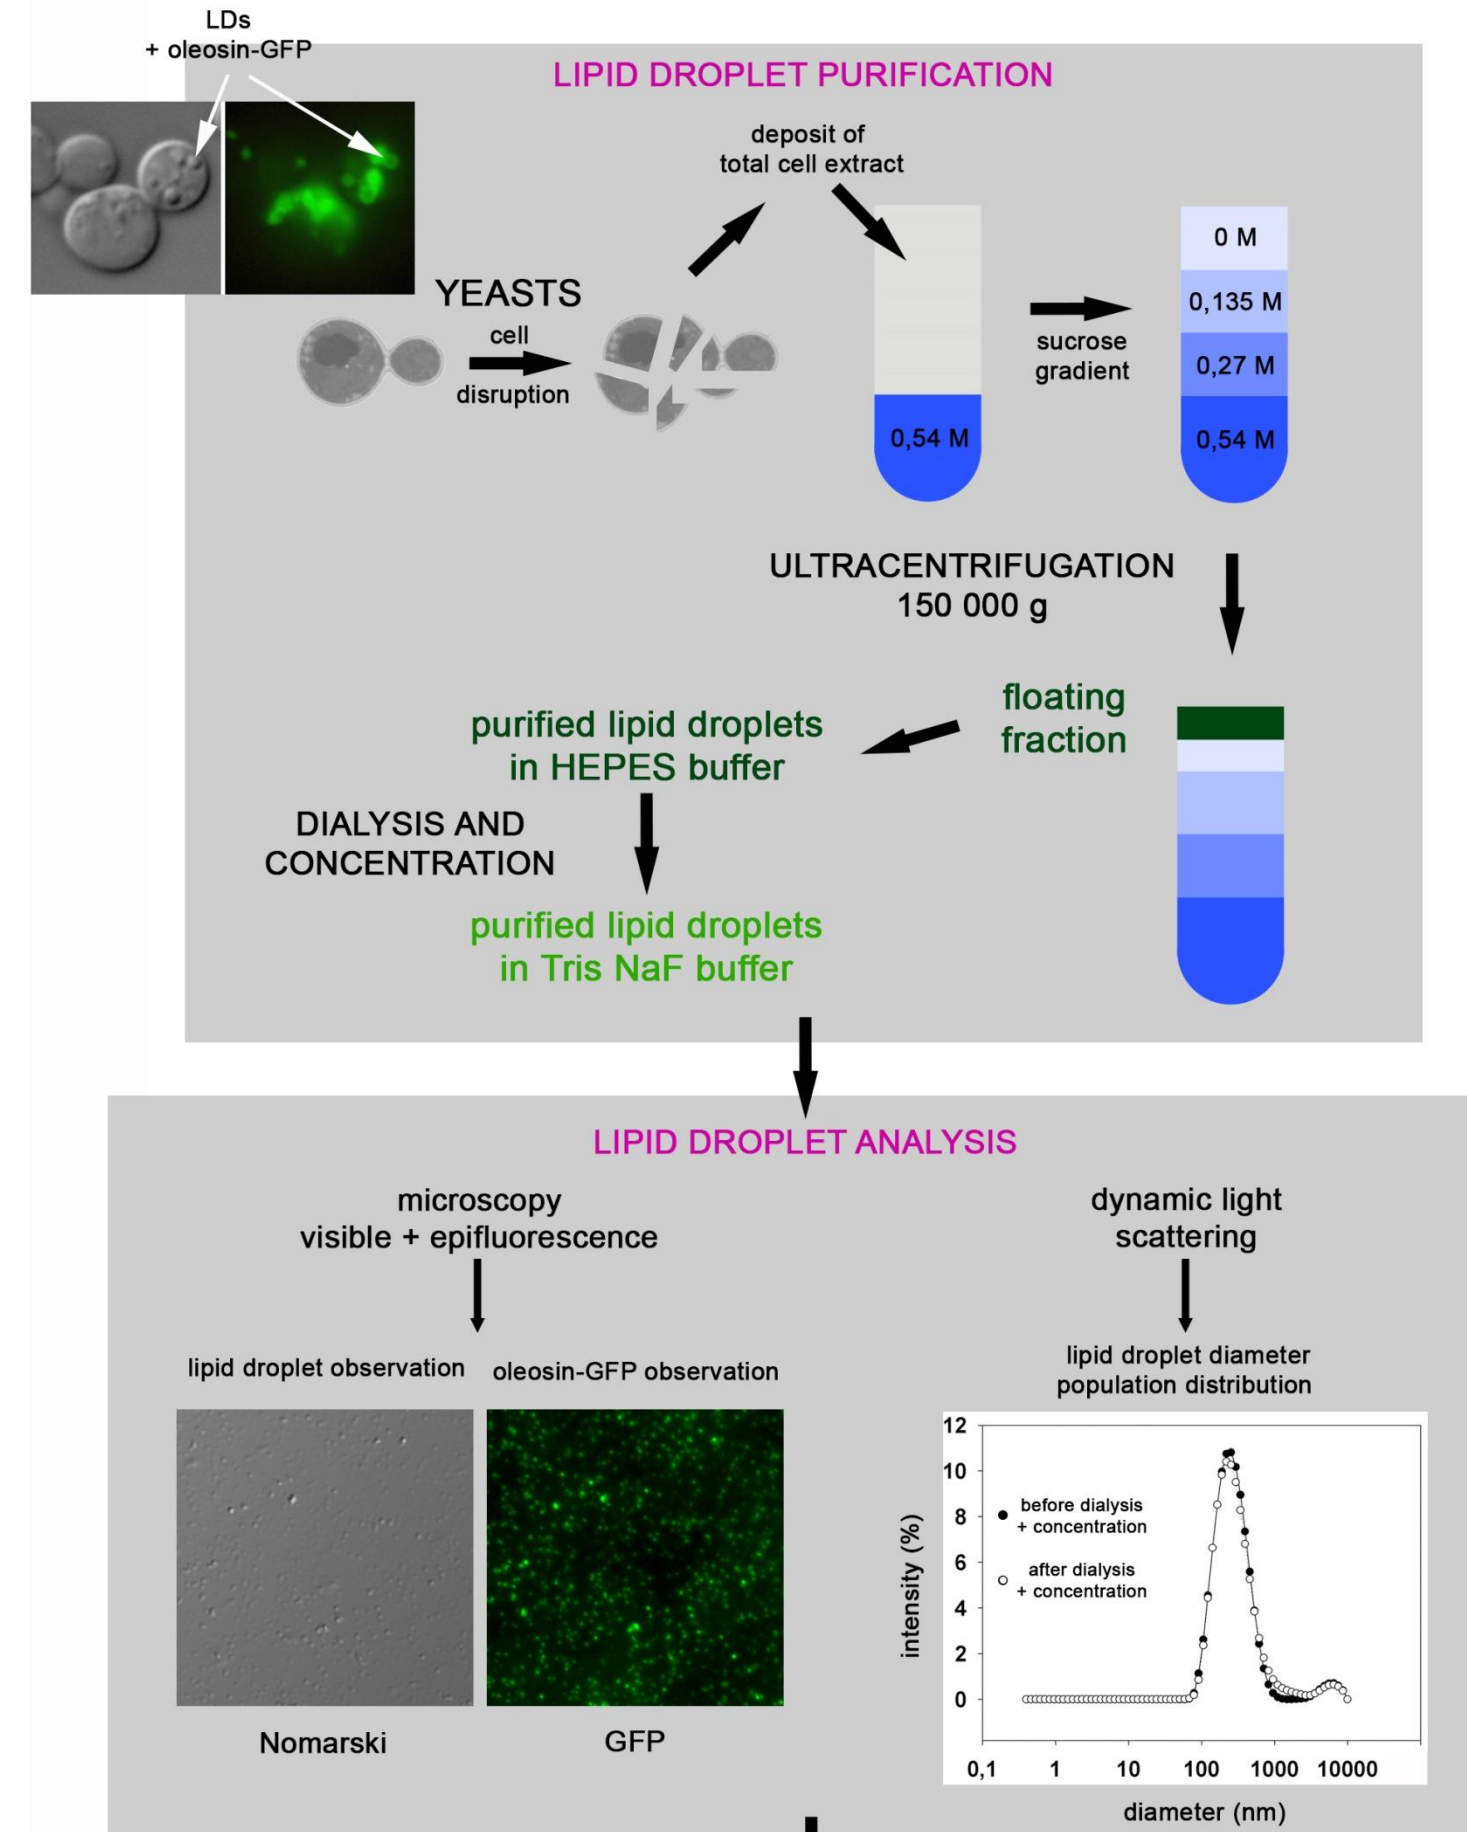 LDs
+ oleosin-GFP
LIPID DROPLET PURIFICATION
deposit of
total cell extract
YEASTS
cell
disruption
0,54 M
sucrose
gradient
0 M
0,135 M
0,27 M
0,54 M
ULTRACENTRIFUGATION
150 000 g
floating
fraction
purified lipid droplets
in HEPES buffer
DIALYSIS AND
CONCENTRATION
purified lipid droplets
in Tris NaF buffer
LIPID DROPLET ANALYSIS
microscopy
visible + epifluorescence
lipid droplet observation
oleosin-GFP observation
Nomarski
GFP
dynamic light
scattering
lipid droplet diameter
population distribution
12
10
8
6
4
2
0
intensity (%)
before dialysis
+ concentration
after dialysis
+ concentration
0,1 1 10 100 1000 10000
diameter (nm)